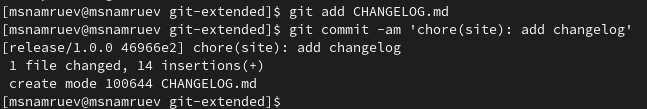 [msnamruev@msnamruev git-extended]$ git add CHANGELOG.md
[msnamruev@msnamruev git-extended]$ git commit -am 'chore(site): add changelog'
[release/1.0.0 46966e2] chore(site): add changelog
 1 file changed, 14 insertions(+)
 create mode 100644 CHANGELOG.md
[msnamruev@msnamruev git-extended]$